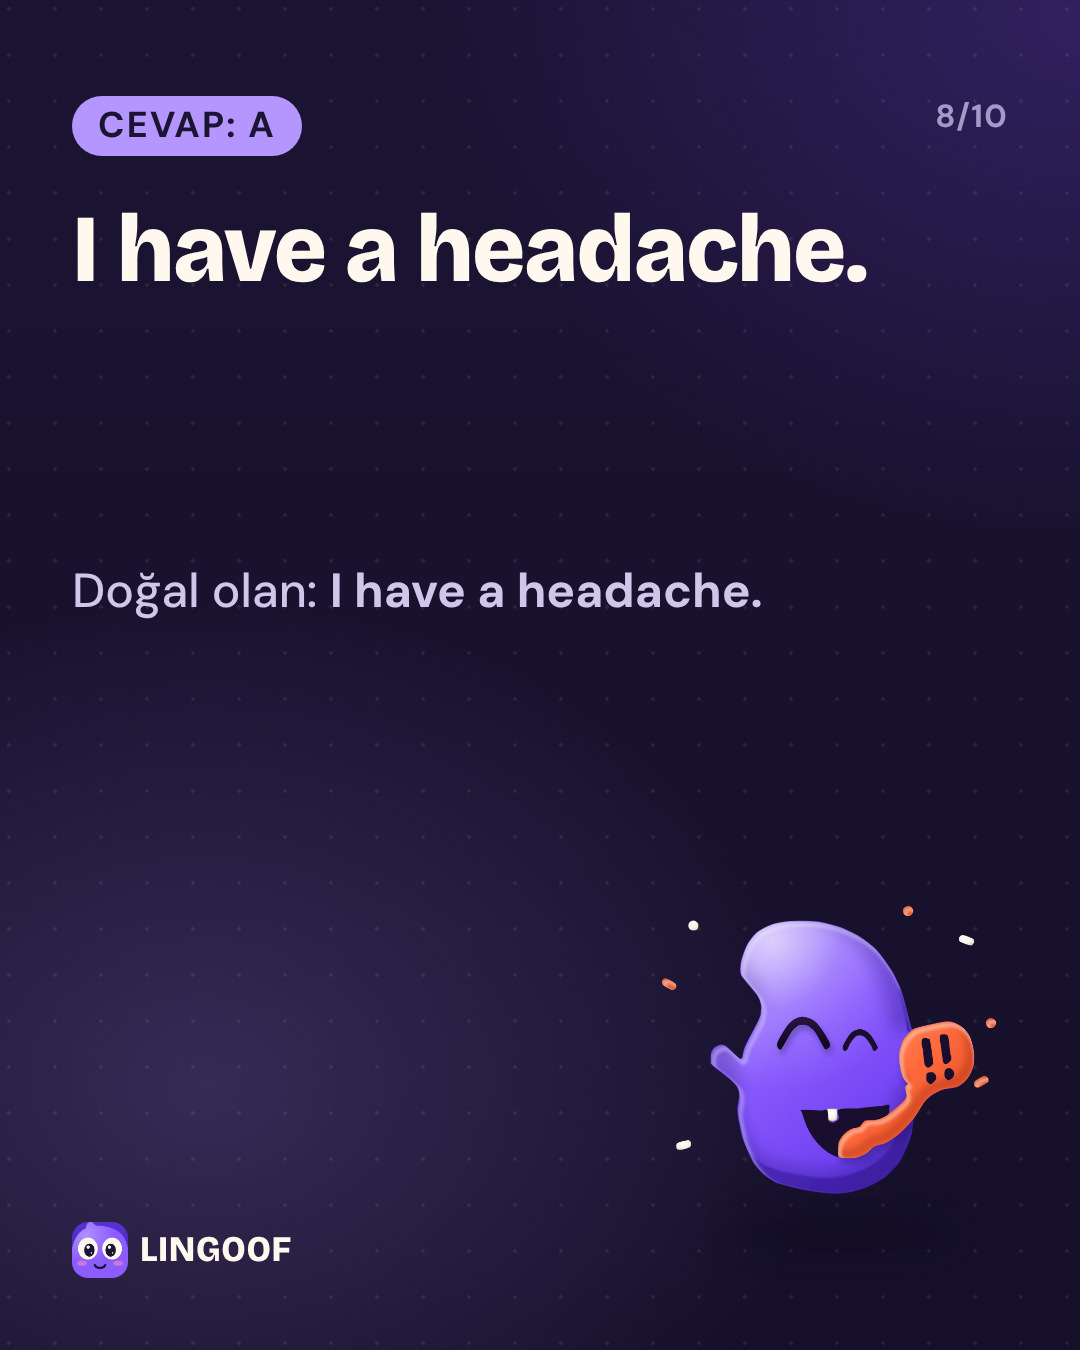 CEVAP: A
8/10
I have a headache.
Doğal olan: I have a headache.
!!
LINGOOF